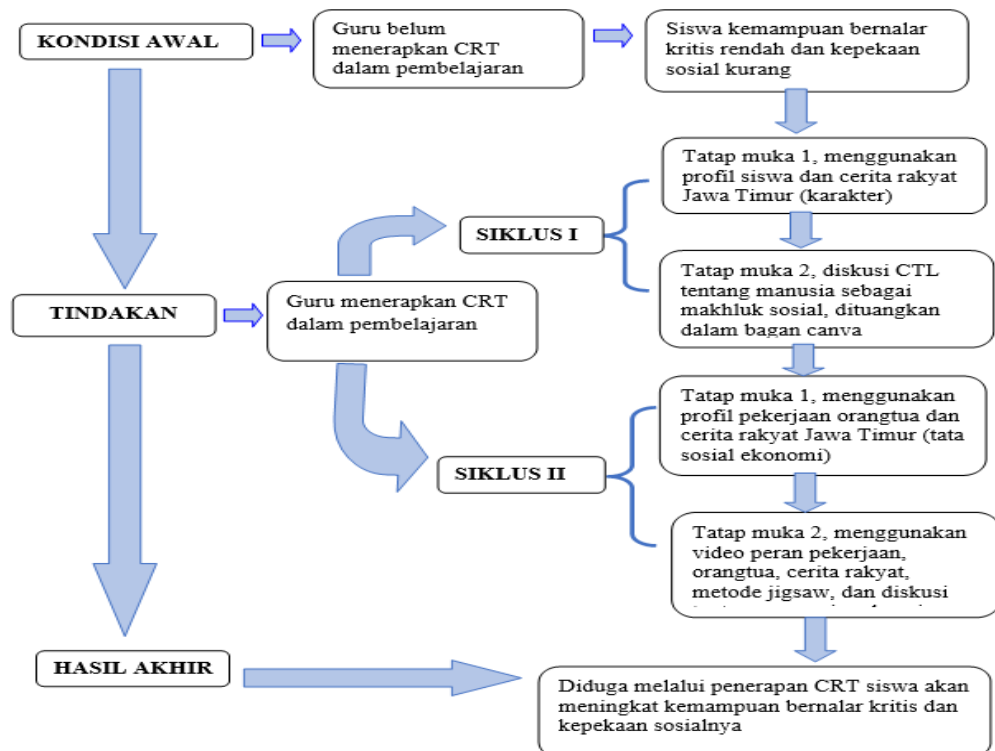 KONDISI AWAL
Guru belum
menerapkan CRT
dalam pembelajaran
Siswa kemampuan bernalar
kritis rendah dan kepekaan
sosial kurang
Tatap muka 1, menggunakan
profil siswa dan cerita rakyat
Jawa Timur (karakter)
SIKLUS I
Tatap muka 2, diskusi CTL
tentang manusia sebagai
makhluk sosial, dituangkan
dalam bagan canva
TINDAKAN
Guru menerapkan CRT
dalam pembelajaran
Tatap muka 1, menggunakan
profil pekerjaan orangtua dan
cerita rakyat Jawa Timur (tata
sosial ekonomi)
SIKLUS II
Tatap muka 2, menggunakan
video peran pekerjaan,
orangtua, cerita rakyat,
metode jigsaw, dan diskusi
HASIL AKHIR
Diduga melalui penerapan CRT siswa akan
meningkat kemampuan bernalar kritis dan
kepekaan sosialnya